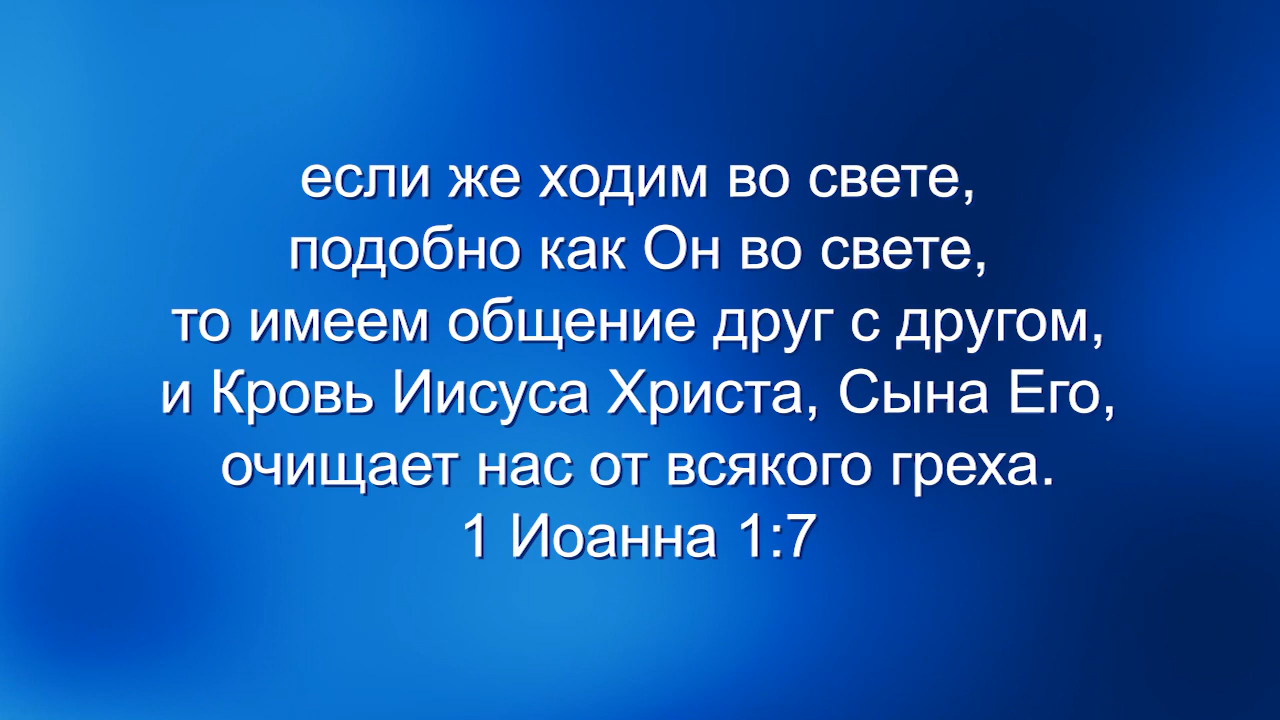 если же ходим во свете,
подобно как Он во свете,
то имеем общение друг с другом,
и Кровь Иисуса Христа, Сына Его,
очищает нас от всякого греха.
1 Иоанна 1:7